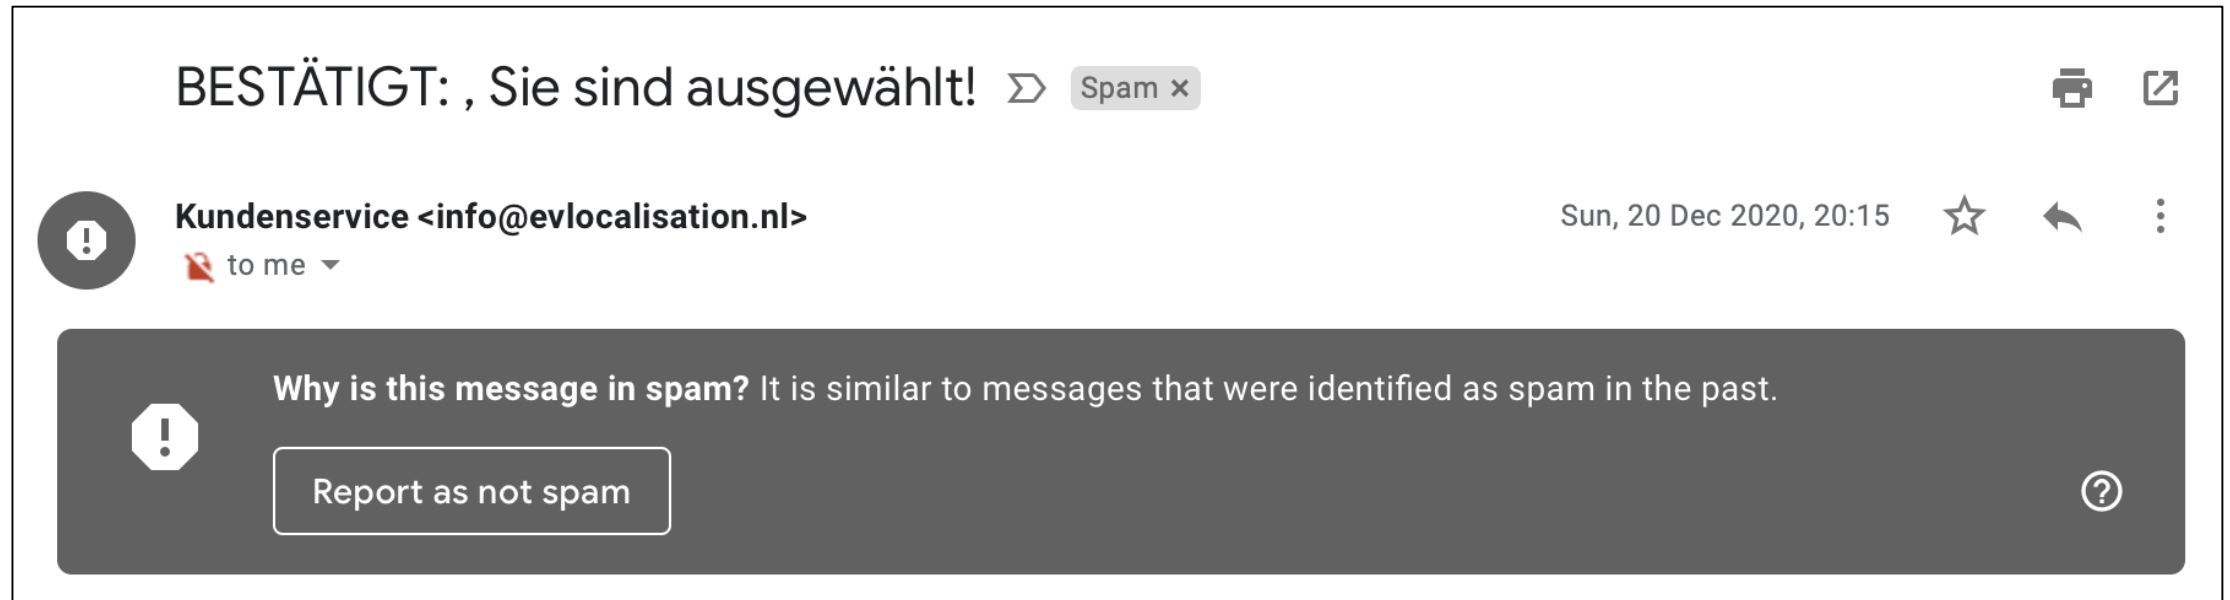 BESTÄTIGT: , Sie sind ausgewählt! Spam ×
Kundenservice <info@evlocalisation.nl> Sun, 20 Dec 2020, 20:15
to me
Why is this message in spam? It is similar to messages that were identified as spam in the past.
Report as not spam